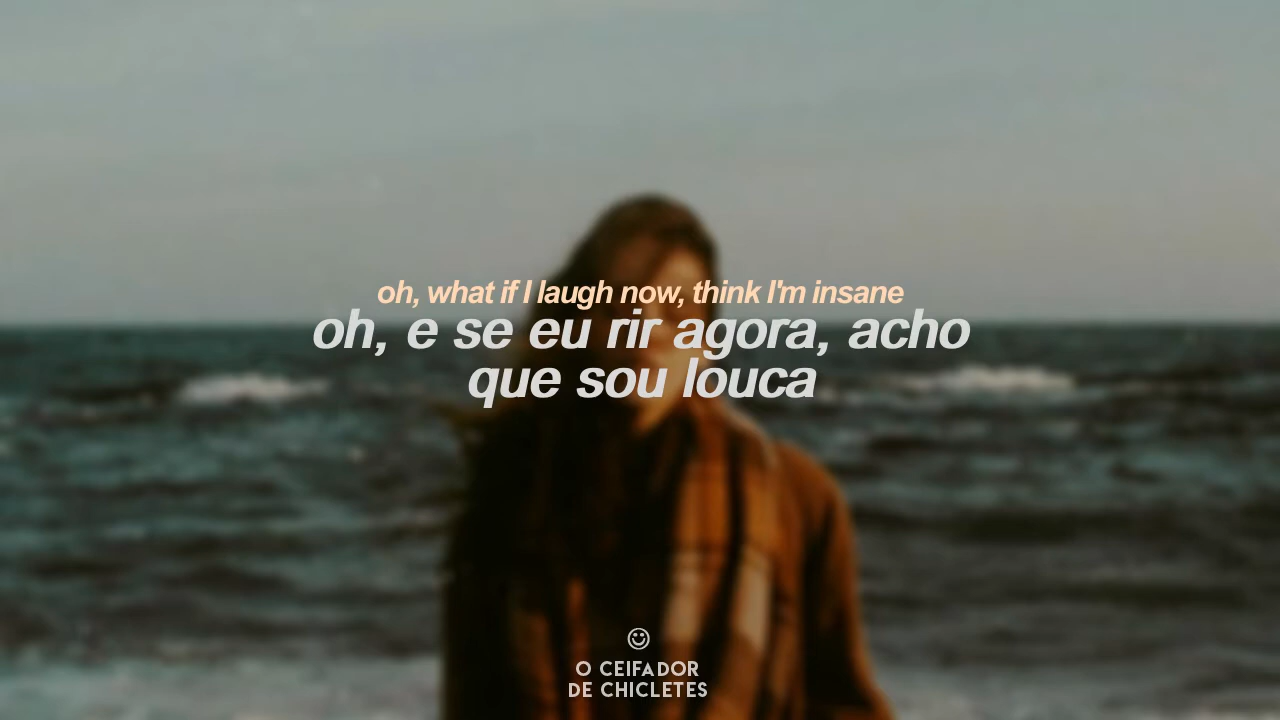 oh, what if I laugh now, think I'm insane
oh, e se eu rir agora, acho
que sou louca
O CEIFADOR
DE CHICLETES